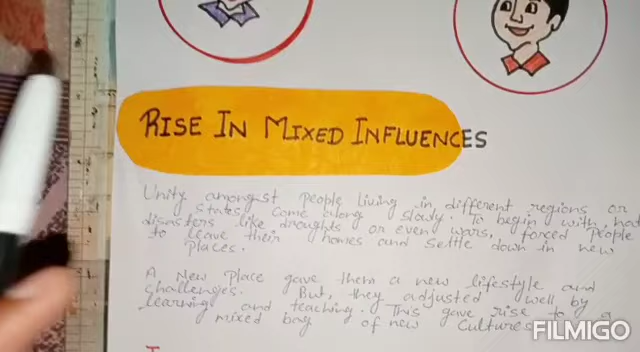 RISE IN MIXED INFLUENCES
Unity amongst people living in different regions or
states, come along slowly. To begin with, nat
disasters like droughts or even wars, forced people
to leave their homes and settle down in new
places.
A new place gave them a new lifestyle and
challenges. But, they adjusted well by
learning and teaching. This gave rise to a
mixed bag of new cultures
FILMIGO